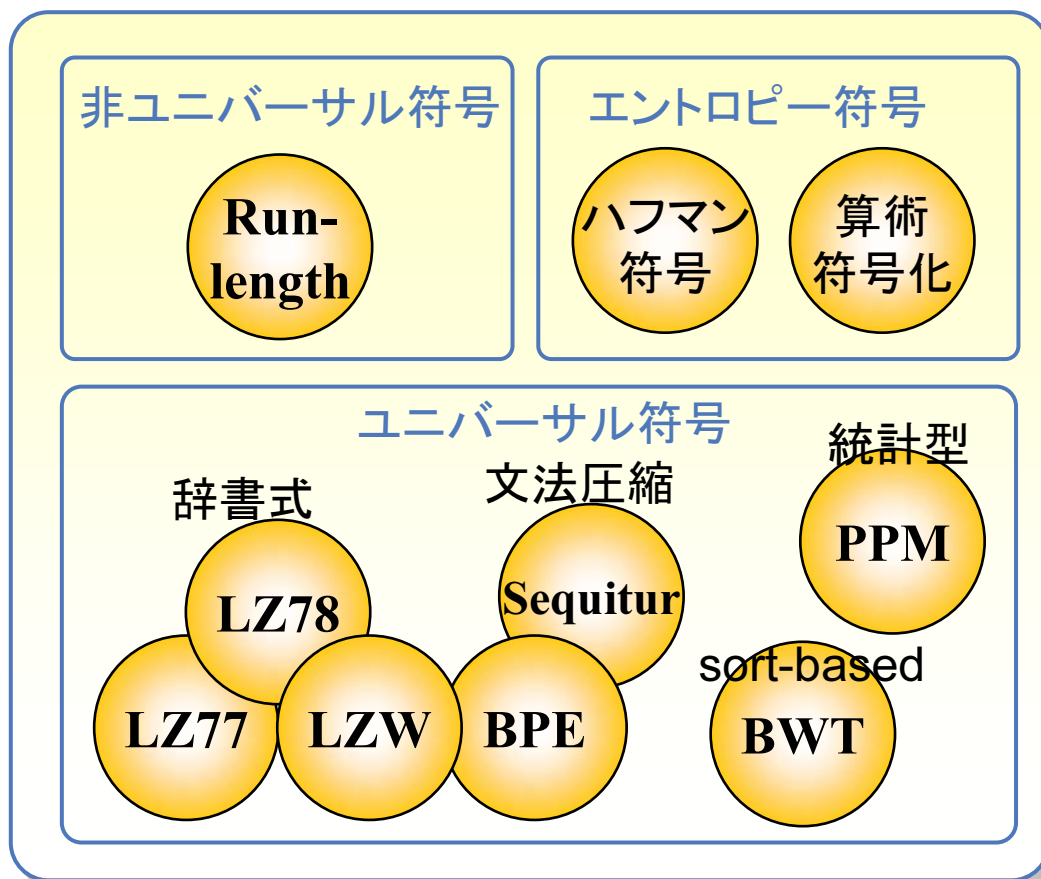 非ユニバーサル符号
Run-
length
エントロピー符号
ハフマン
符号
算術
符号化
ユニバーサル符号
辞書式
LZ78
LZ77
LZW
文法圧縮
Sequitur
BPE
統計型
PPM
sort-based
BWT